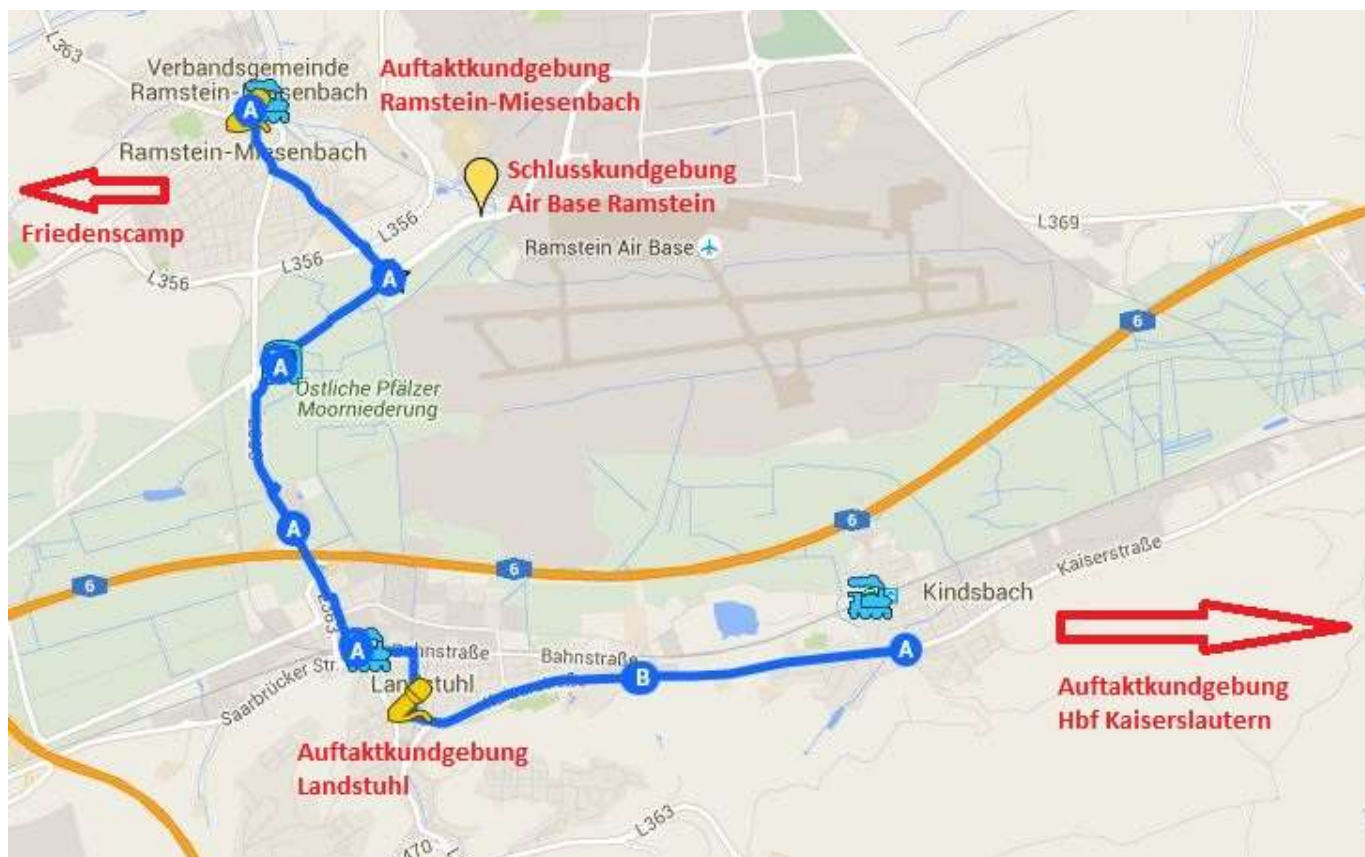 L363
Verbandsgemeinde
Ramstein-Miesenbach
Auftaktkundgebung
Ramstein-Miesenbach
A
Ramstein-Miesenbach
Schlusskundgebung
Air Base Ramstein
Friedenscamp
L356
L356
L356
A
Ramstein Air Base
L369
6
A
Östliche Pfälzer
Moorniederung
A
6
6
6
L363
Kindsbach
Kaiserstraße
A
Bahnstraße
Bahnstraße
A
B
Saarbrücker Str.
Landstuhl
Auftaktkundgebung
Hbf Kaiserslautern
Auftaktkundgebung
Landstuhl
L363
L470